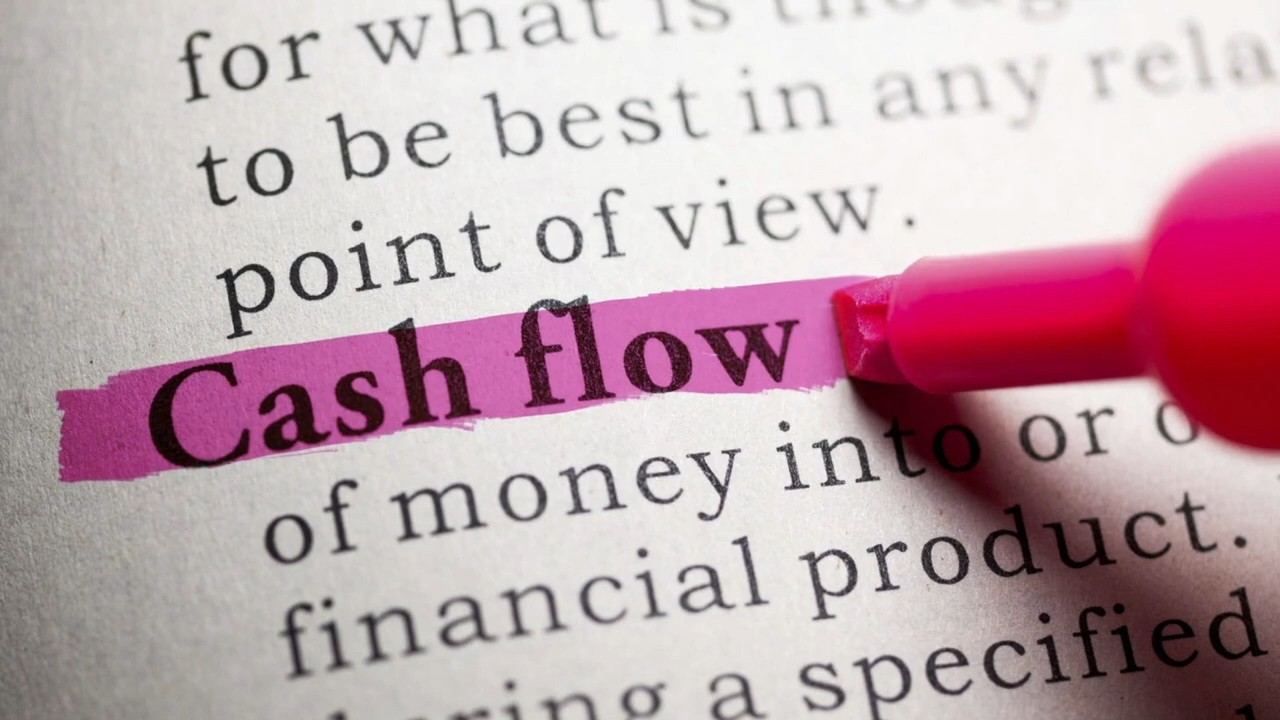 for what is
to be best in any
point of view.
Cash flow
of money into or
financial product.
a specified